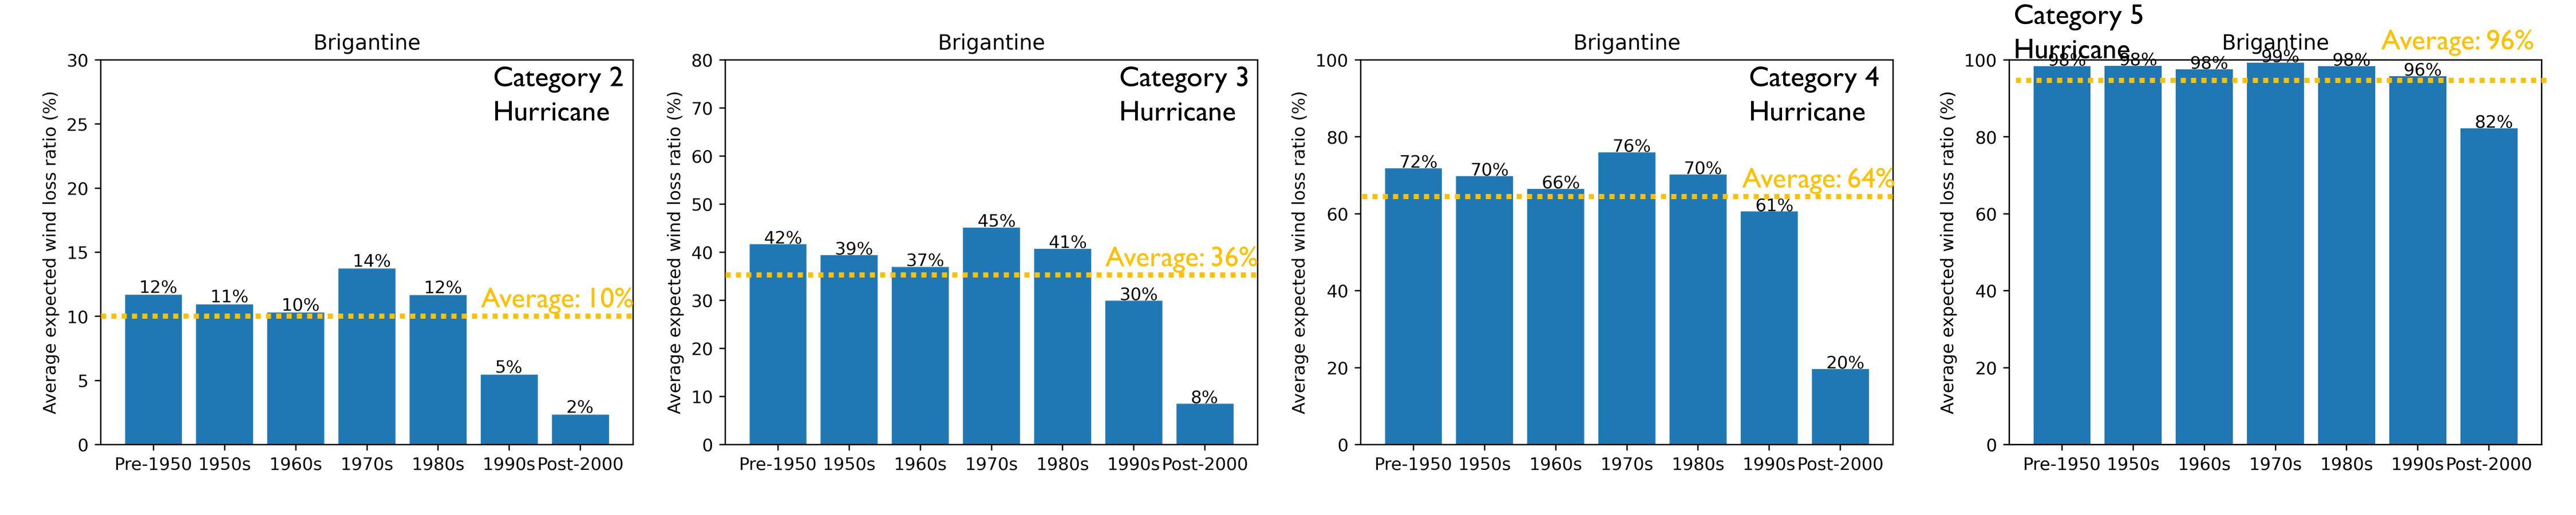 Brigantine
Category 2
Hurricane
Average expected wind loss ratio (%)
30
25
20
15
10
5
0
12%
11%
10%
14%
12%
5%
2%
Average: 10%
Pre-1950 1950s 1960s 1970s 1980s 1990s Post-2000
Brigantine
Category 3
Hurricane
Average expected wind loss ratio (%)
80
70
60
50
40
30
20
10
0
42%
39%
37%
45%
41%
30%
8%
Average: 36%
Pre-1950 1950s 1960s 1970s 1980s 1990s Post-2000
Brigantine
Category 4
Hurricane
Average expected wind loss ratio (%)
100
80
60
40
20
0
72%
70%
66%
76%
70%
61%
20%
Average: 64%
Pre-1950 1950s 1960s 1970s 1980s 1990s Post-2000
Category 5
Hurricane
Brigantine
Average: 96%
Average expected wind loss ratio (%)
100
80
60
40
20
0
98%
98%
98%
99%
98%
96%
82%
Pre-1950 1950s 1960s 1970s 1980s 1990s Post-2000